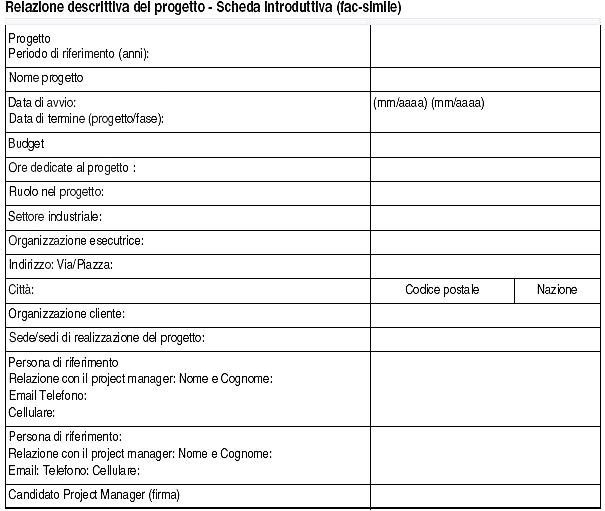 Relazione descrittiva del progetto - Scheda Introduttiva (fac-simile)
Progetto
Periodo di riferimento (anni):
Nome progetto
Data di avvio:
Data di termine (progetto/fase):
(mm/aaaa) (mm/aaaa)
Budget
Ore dedicate al progetto :
Ruolo nel progetto:
Settore industriale:
Organizzazione esecutrice:
Indirizzo: Via/Piazza:
Città: Codice postale Nazione
Organizzazione cliente:
Sede/sedi di realizzazione del progetto:
Persona di riferimento
Relazione con il project manager: Nome e Cognome:
Email Telefono:
Cellulare:
Persona di riferimento:
Relazione con il project manager: Nome e Cognome:
Email: Telefono: Cellulare:
Candidato Project Manager (firma)